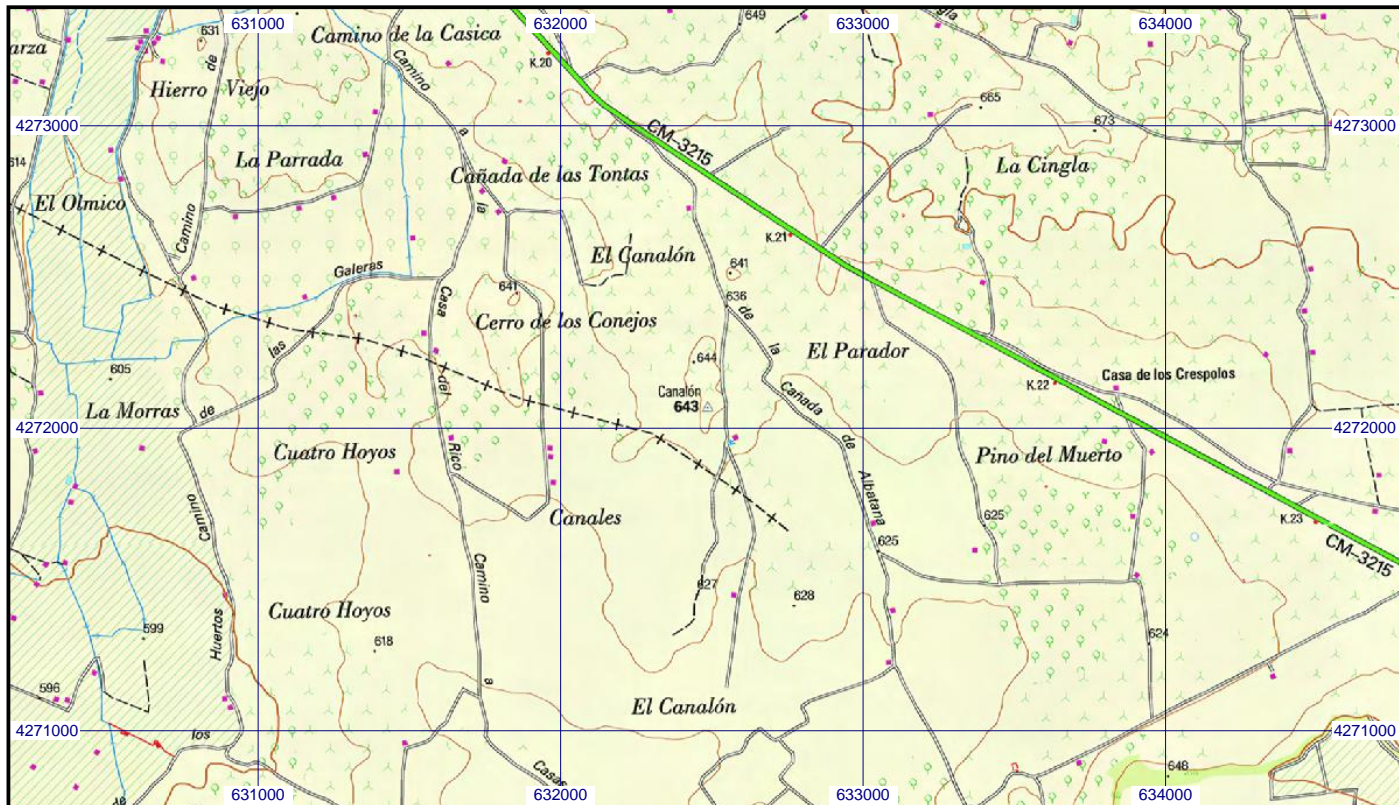 631000
632000
633000
634000
649
631
Camino de la Casica
arza
de
Camino
K.20
Hierro Viejo
665
673
4273000
4273000
CM-3215
a
614
La Parrada
Cañada de las Tontas
La Cingla
El Olmico
la
Camino
K.21
El Canalón
641
Galeras
641
636
Casa
de
Cerro de los Conejos
la
las
El Parador
644
605
del
K.22
Casa de los Crespolos
Canalón
643
Cañada
La Morras
de
4272000
4272000
de
Cuatro Hoyos
Rico
Pino del Muerto
Albatana
Camino
Canales
625
K.23
CM-3215
625
Camino
627
628
Cuatro Hoyos
599
Huertos
618
624
596
a
El Canalón
4271000
4271000
los
Casas
648
de
631000
632000
633000
634000